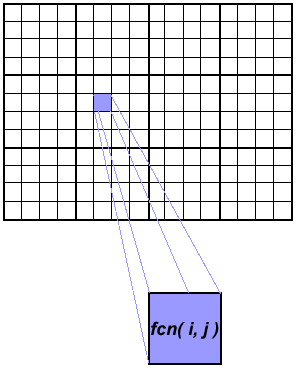 fcn( i, j )